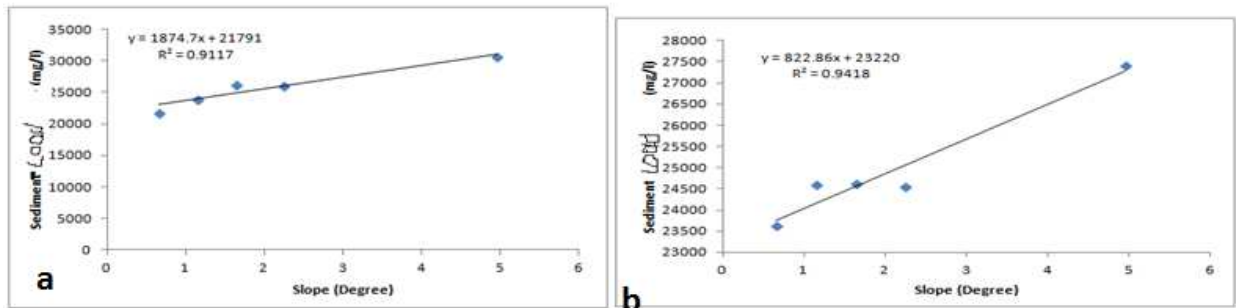 y = 1874.7x + 21791
R² = 0.9117
35000
30000
25000
20000
15000
10000
5000
0
Sediment Load (mg/l)
0 1 2 3 4 5 6
Slope (Degree)
a
y = 822.86x + 23220
R² = 0.9418
28000
27500
27000
26500
26000
25500
25000
24500
24000
23500
23000
Sediment Load (mg/l)
0 1 2 3 4 5 6
Slope (Degree)
b